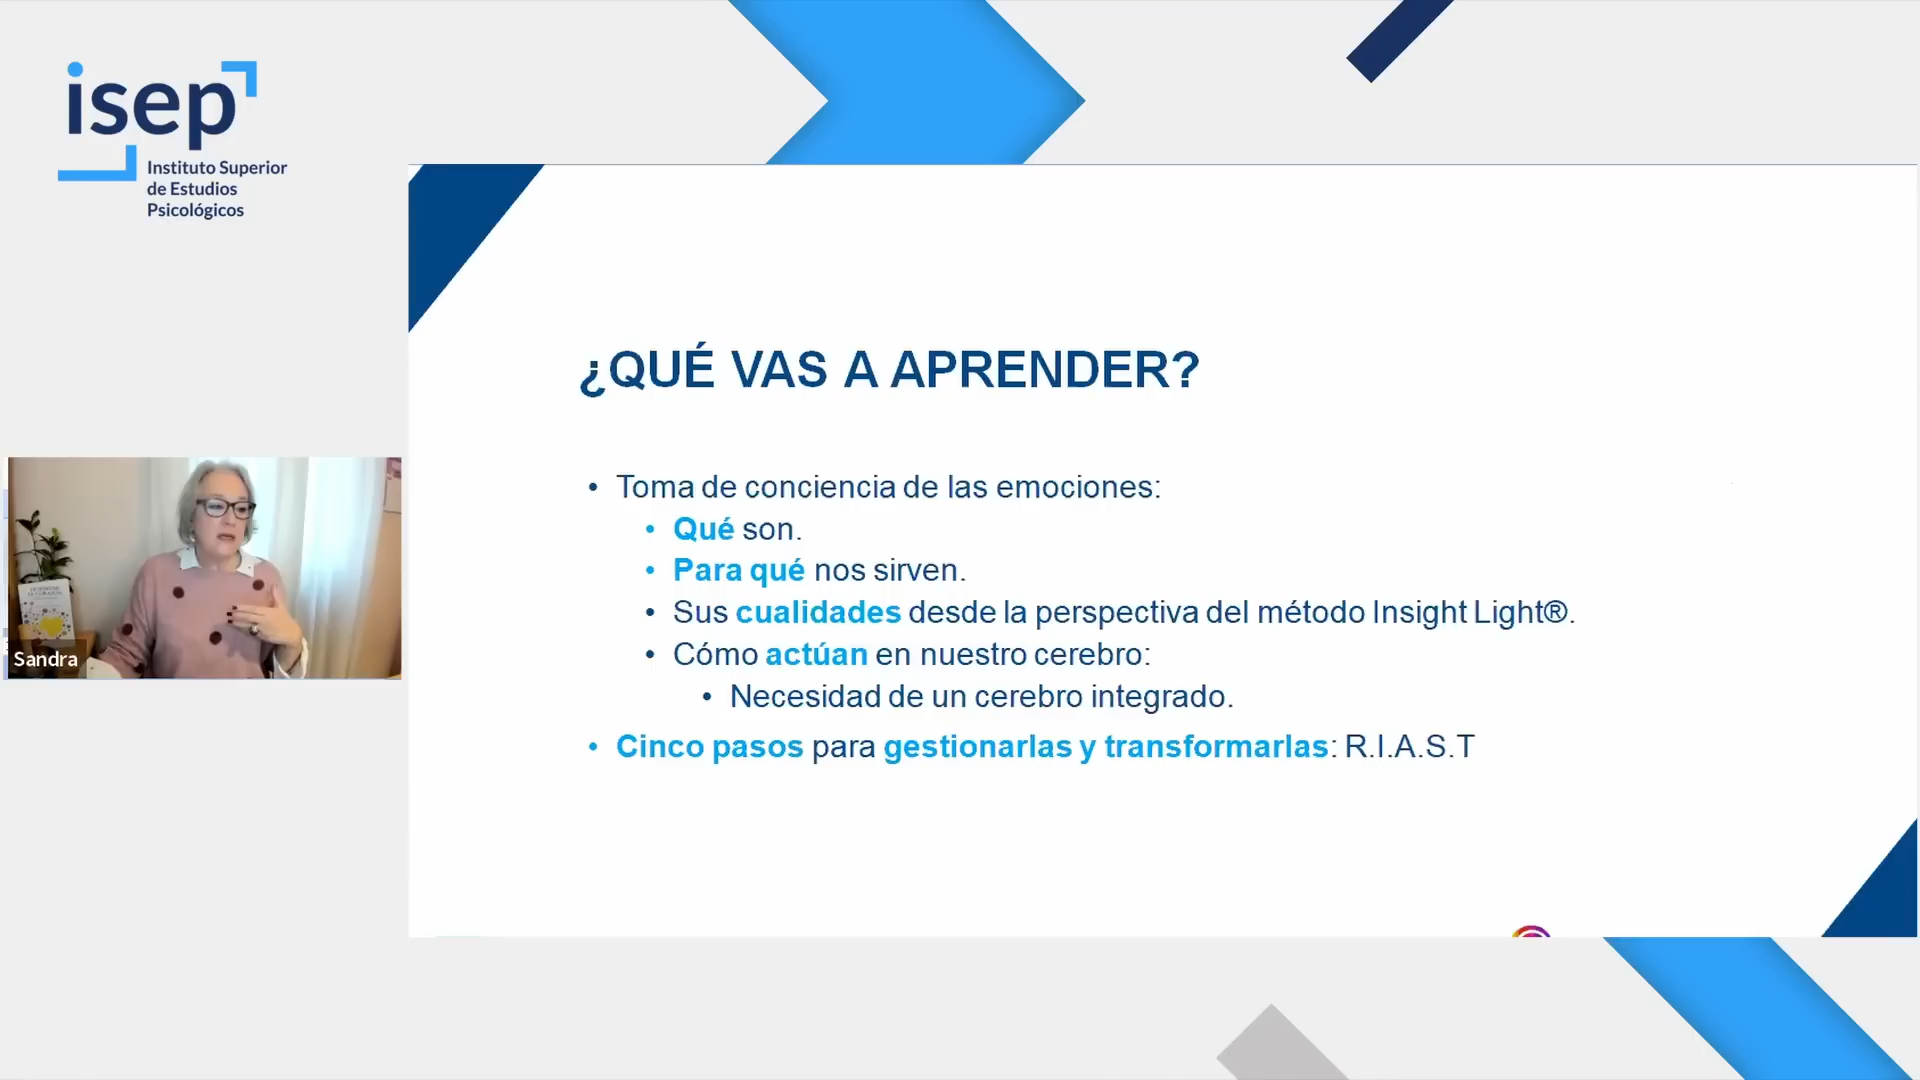 isep
Instituto Superior
de Estudios
Psicológicos
¿QUÉ VAS A APRENDER?
• Toma de conciencia de las emociones:
• Qué son.
• Para qué nos sirven.
• Sus cualidades desde la perspectiva del método Insight Light®.
• Cómo actúan en nuestro cerebro:
• Necesidad de un cerebro integrado.
• Cinco pasos para gestionarlas y transformarlas: R.I.A.S.T
Sandra